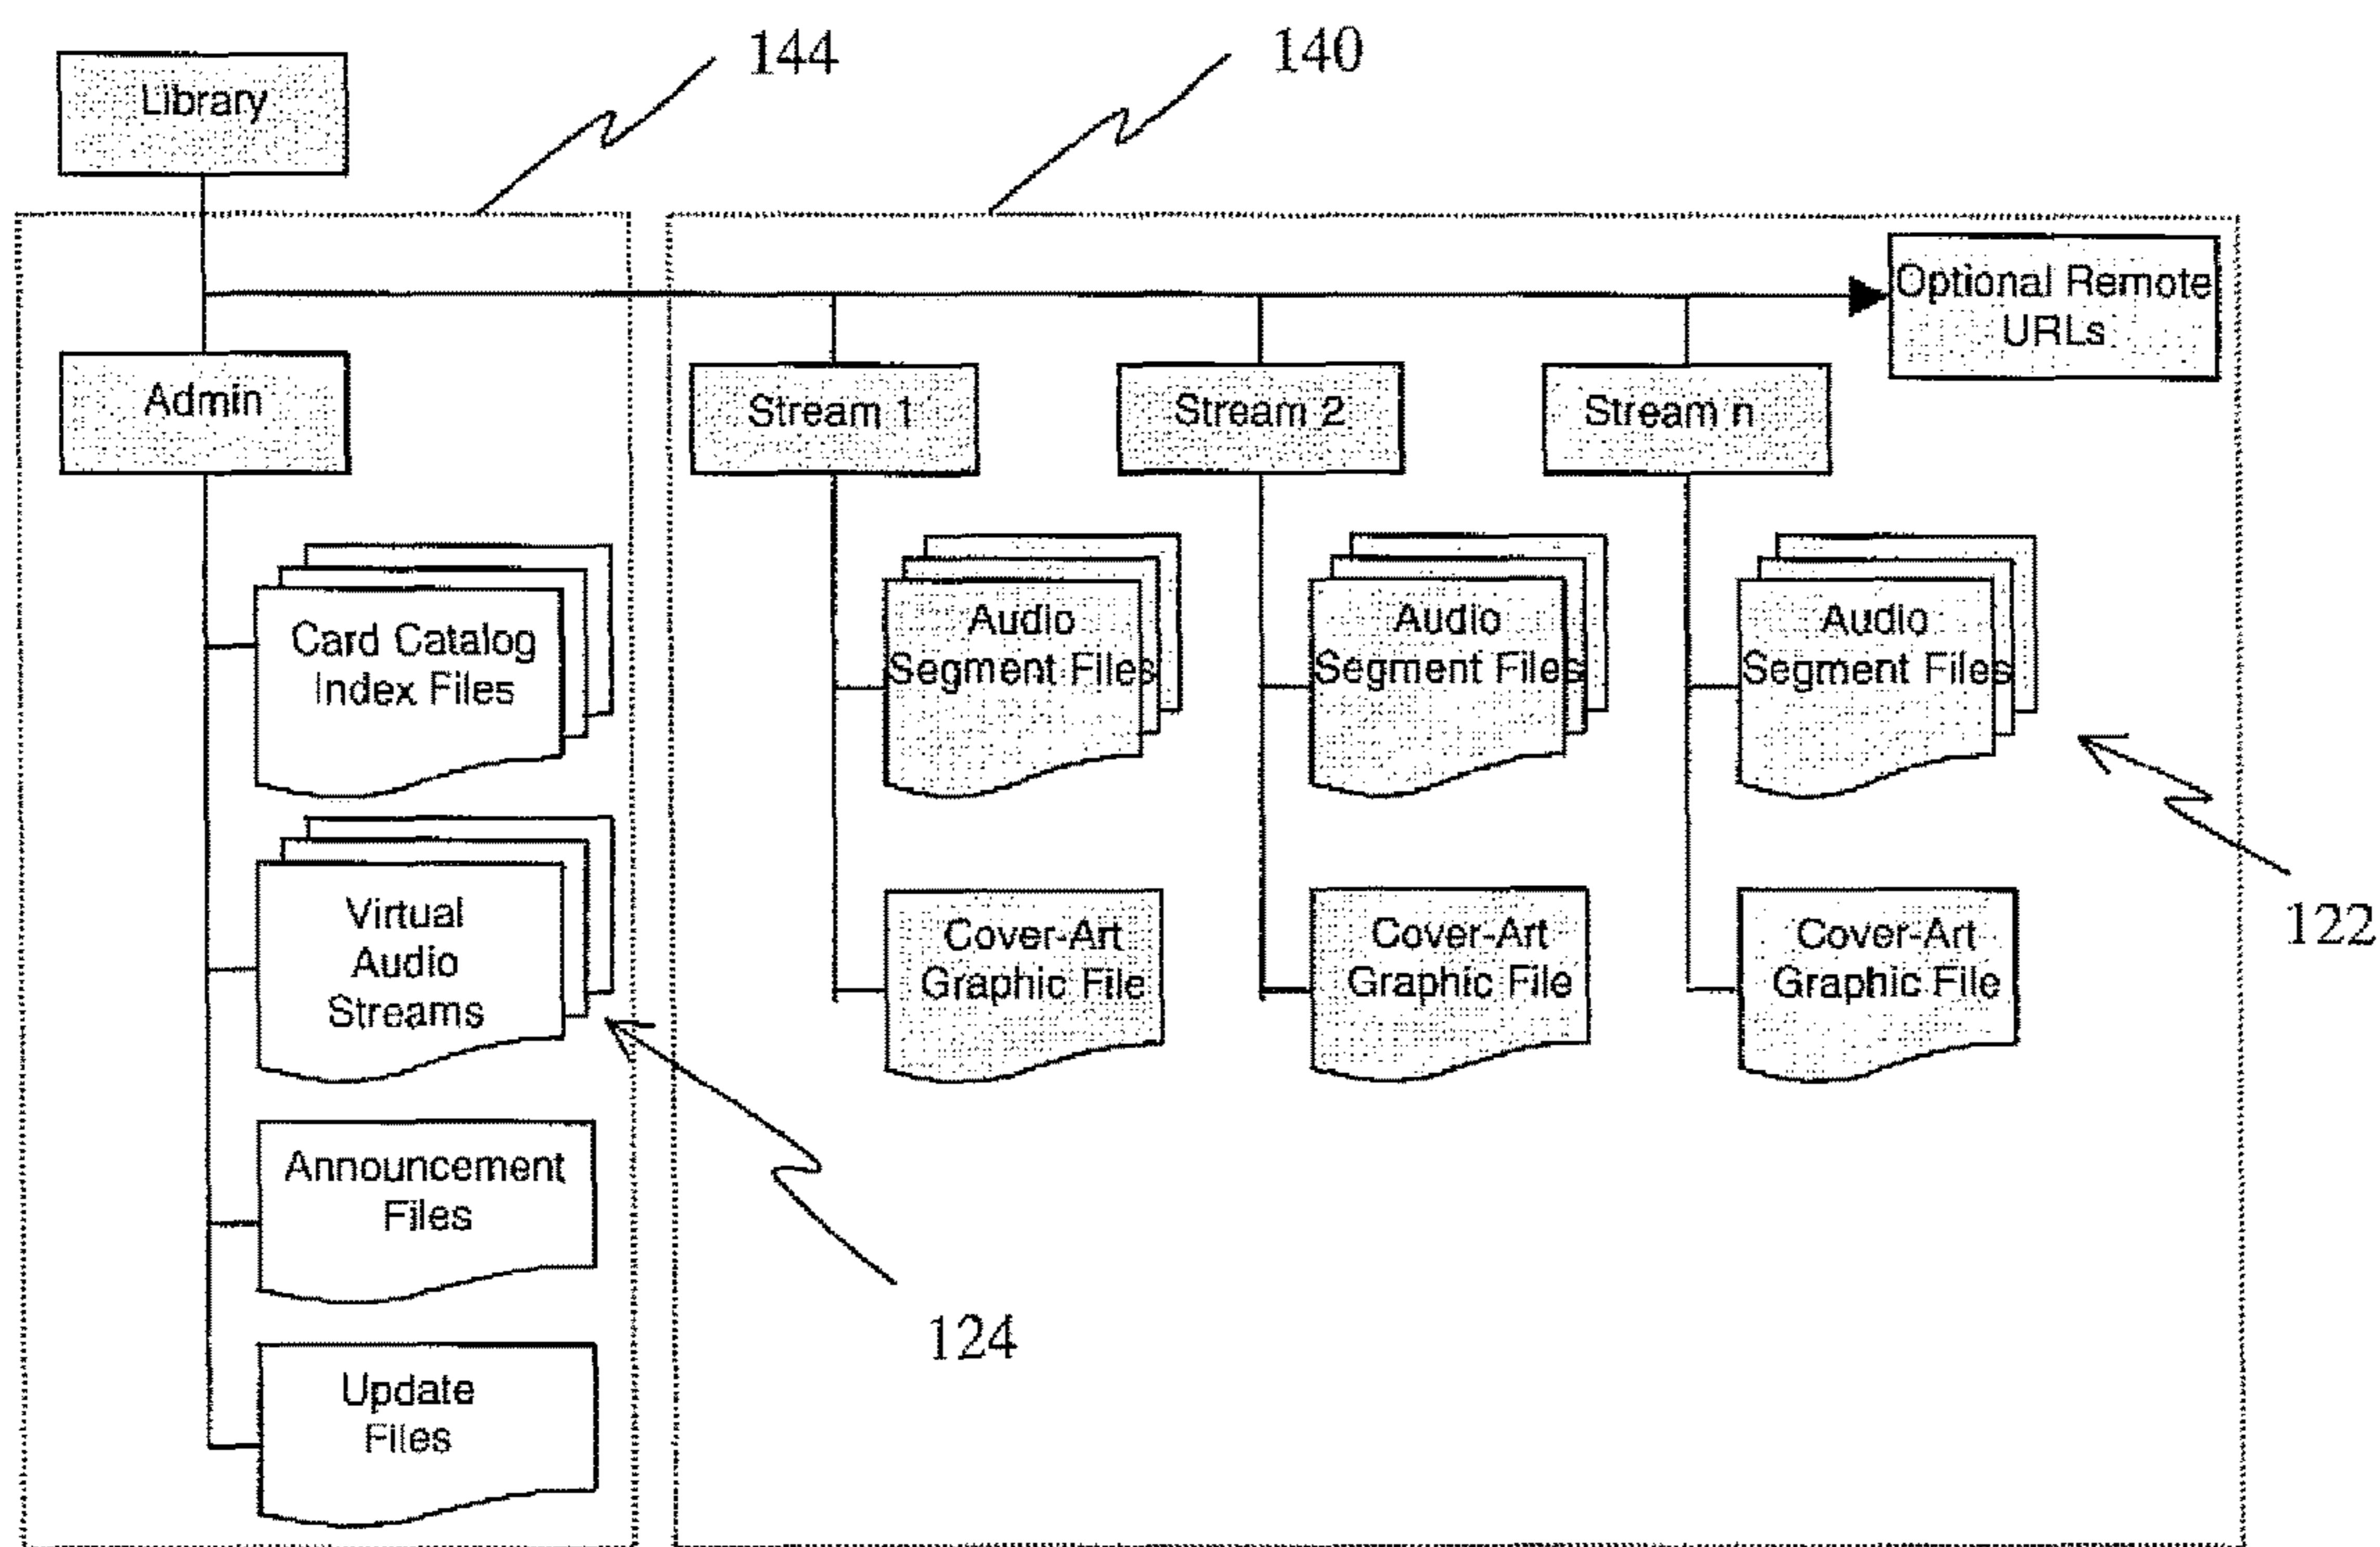 144
140
Library
Optional Remote
URLs
Admin
Stream 1
Stream 2
Stream n
Card Catalog
Index Files
Audio
Segment Files
Audio
Segment Files
Audio
Segment Files
122
Virtual
Audio
Streams
Cover-Art
Graphic File
Cover-Art
Graphic File
Cover-Art
Graphic File
Announcement
Files
124
Update
Files